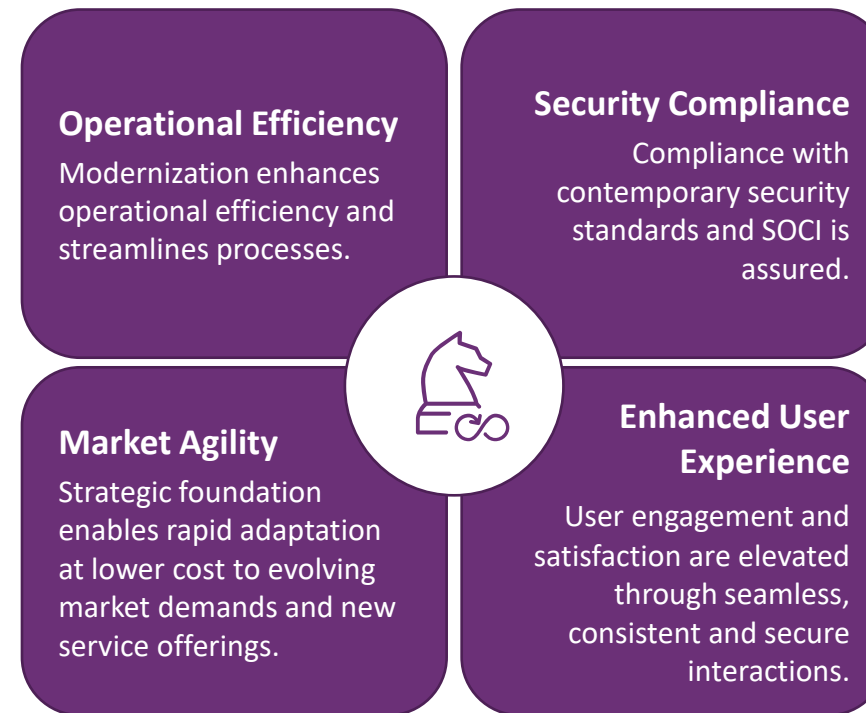 Operational Efficiency
Modernization enhances
operational efficiency and
streamlines processes.
Security Compliance
Compliance with
contemporary security
standards and SOCI is
assured.
Market Agility
Strategic foundation
enables rapid adaptation
at lower cost to evolving
market demands and new
service offerings.
Enhanced User
Experience
User engagement and
satisfaction are elevated
through seamless,
consistent and secure
interactions.